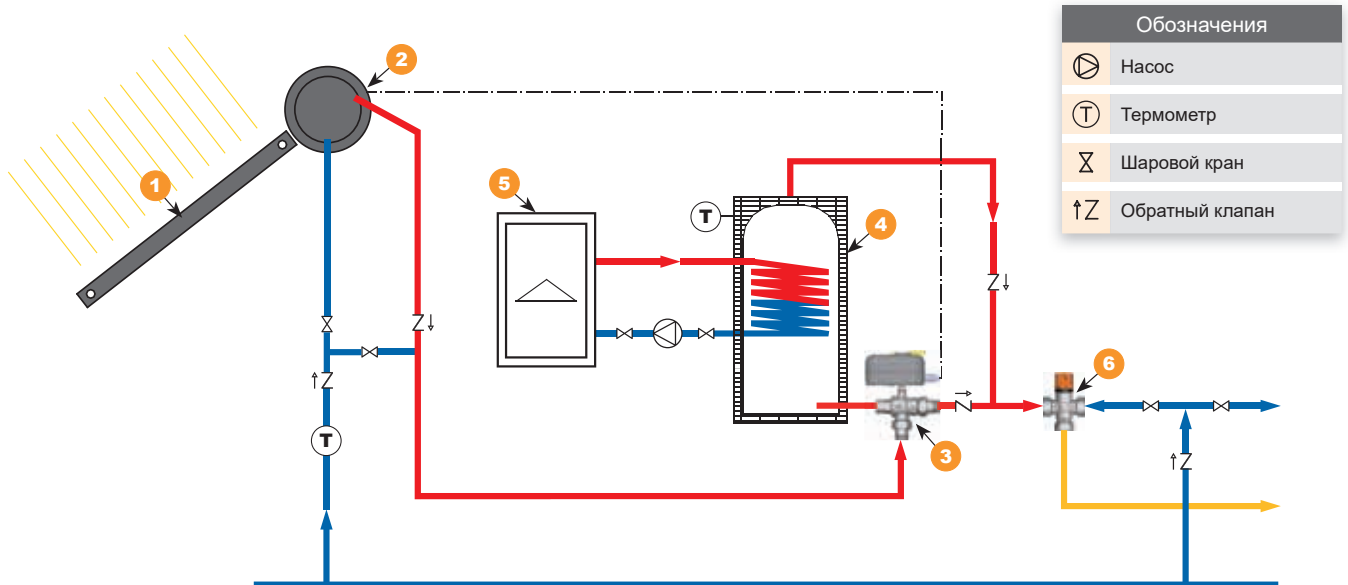 Обозначения
Насос
T Термометр
Шаровой кран
Обратный клапан
2
1
5
T
4
6
3
T